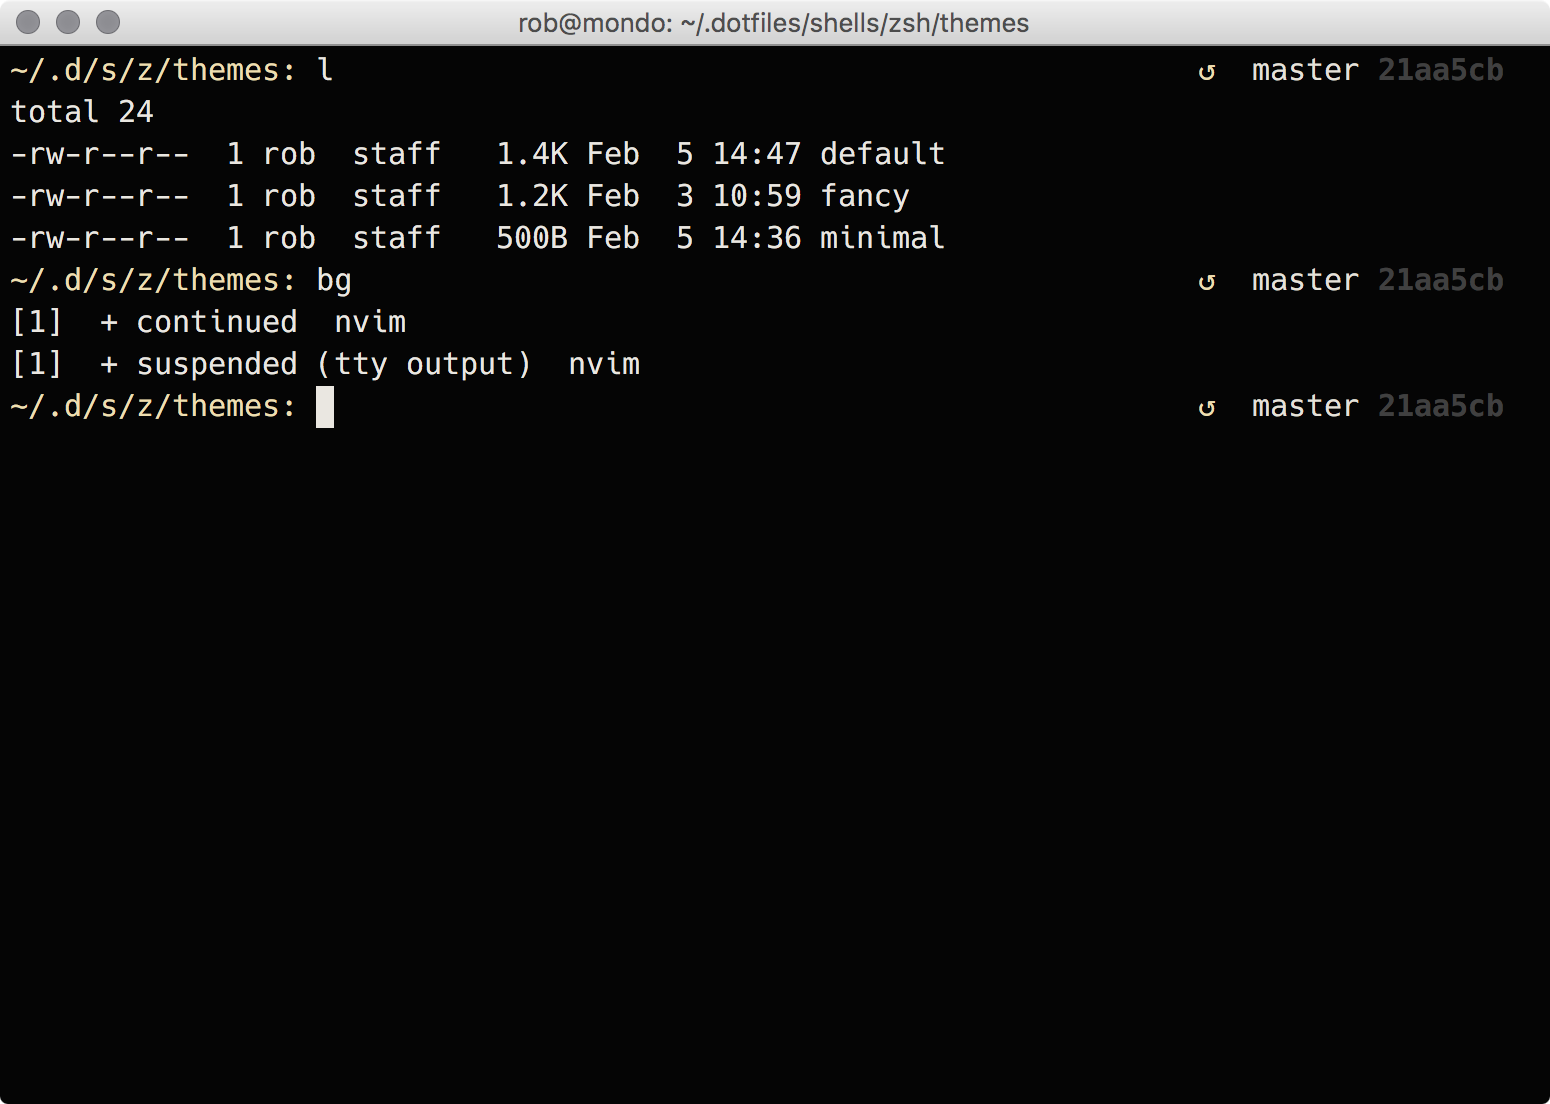 rob@mondo: ~/.dotfiles/shells/zsh/themes
~/.d/s/z/themes: l ↺ master 21aa5cb
total 24
-rw-r--r--  1 rob  staff   1.4K Feb  5 14:47 default
-rw-r--r--  1 rob  staff   1.2K Feb  3 10:59 fancy
-rw-r--r--  1 rob  staff   500B Feb  5 14:36 minimal
~/.d/s/z/themes: bg ↺ master 21aa5cb
[1]  + continued  nvim
[1]  + suspended (tty output)  nvim
~/.d/s/z/themes: ↺ master 21aa5cb